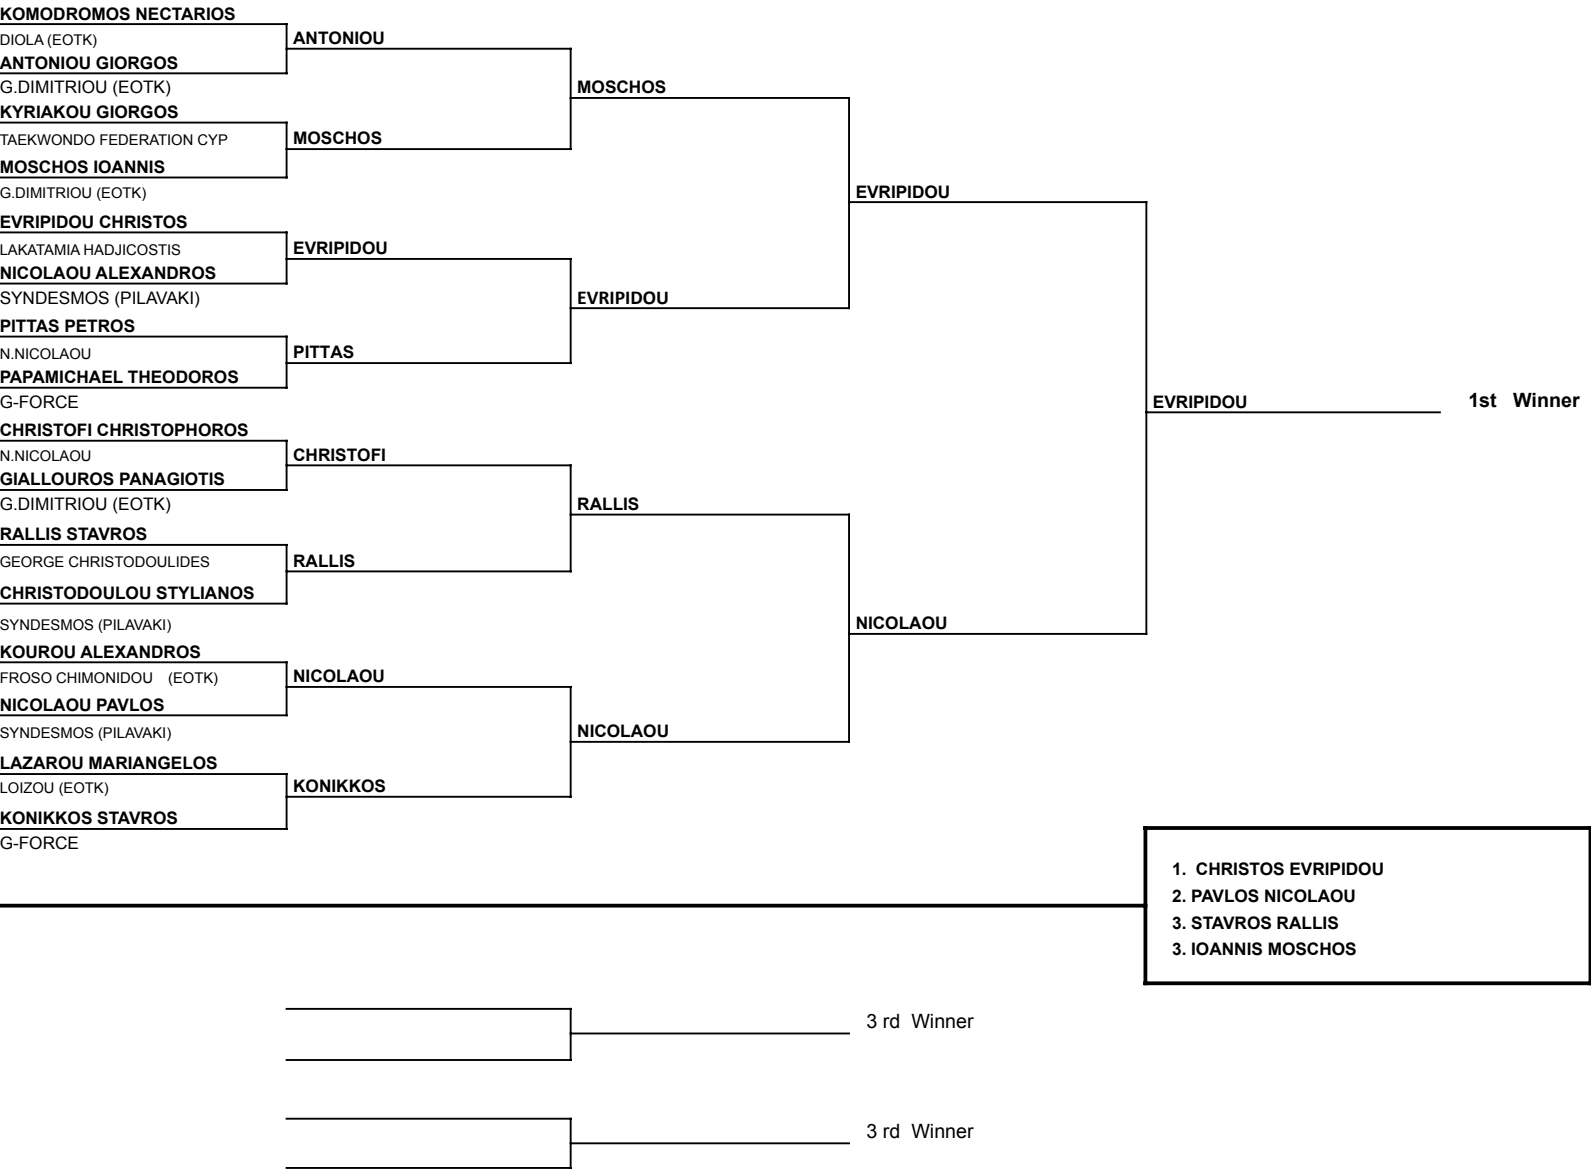 KOMODROMOS NECTARIOS
DIOLA (EOTK)
ANTONIOU
ANTONIOU GIORGOS
G.DIMITRIOU (EOTK)
MOSCHOS
KYRIAKOU GIORGOS
TAEKWONDO FEDERATION CYP
MOSCHOS
MOSCHOS IOANNIS
G.DIMITRIOU (EOTK)
EVRIPIDOU
EVRIPIDOU CHRISTOS
LAKATAMIA HADJICOSTIS
EVRIPIDOU
NICOLAOU ALEXANDROS
SYNDESMOS (PILAVAKI)
EVRIPIDOU
PITTAS PETROS
N.NICOLAOU
PITTAS
PAPAMICHAEL THEODOROS
G-FORCE
EVRIPIDOU
1st Winner
CHRISTOFI CHRISTOPHOROS
N.NICOLAOU
CHRISTOFI
GIALLOUROS PANAGIOTIS
G.DIMITRIOU (EOTK)
RALLIS
RALLIS STAVROS
GEORGE CHRISTODOULIDES
RALLIS
CHRISTODOULOU STYLIANOS
SYNDESMOS (PILAVAKI)
NICOLAOU
KOUROU ALEXANDROS
FROSO CHIMONIDOU (EOTK)
NICOLAOU
NICOLAOU PAVLOS
SYNDESMOS (PILAVAKI)
NICOLAOU
LAZAROU MARIANGELOS
LOIZOU (EOTK)
KONIKKOS
KONIKKOS STAVROS
G-FORCE
1. CHRISTOS EVRIPIDOU
2. PAVLOS NICOLAOU
3. STAVROS RALLIS
3. IOANNIS MOSCHOS
3 rd Winner
3 rd Winner